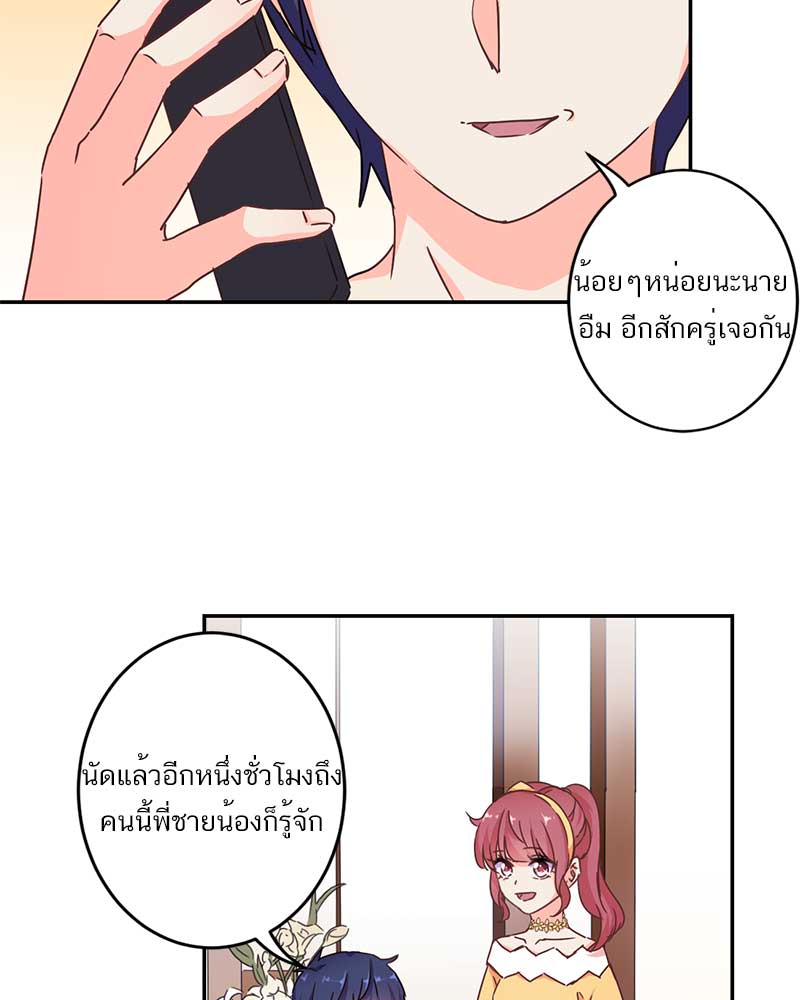 น้อยๆหน่อยนะนาย
อืม อีกสักครู่เจอกัน
นัดแล้วอีกหนึ่งชั่วโมงถึง
คนนี้พี่ชายน้องก็รู้จัก